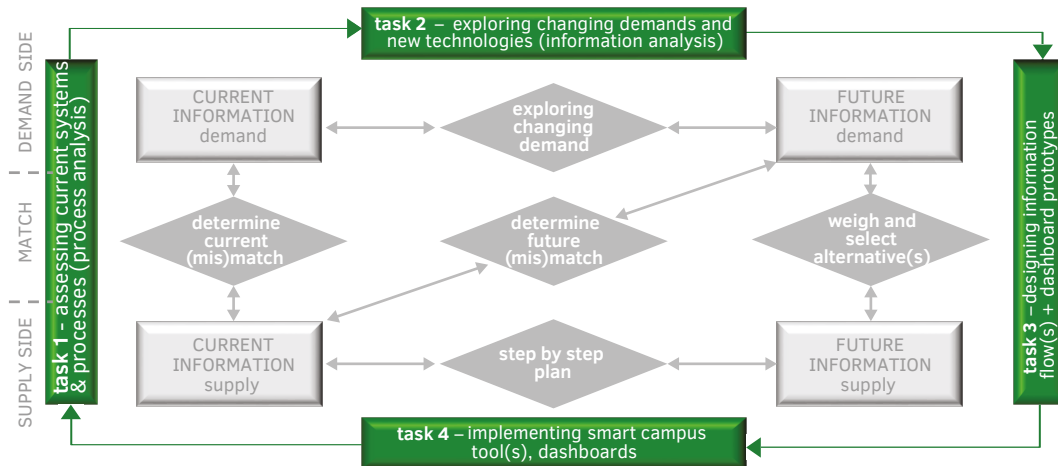 task 2 – exploring changing demands and
new technologies (information analysis)
DEMAND SIDE
MATCH
SUPPLY SIDE
task 1 – assessing current systems
& processes (process analysis)
CURRENT
INFORMATION
demand
exploring
changing
demand
FUTURE
INFORMATION
demand
determine
current
(mis)match
determine
future
(mis)match
weigh and
select
alternative(s)
CURRENT
INFORMATION
supply
step by step
plan
FUTURE
INFORMATION
supply
task 3 – designing information
flow(s) + dashboard prototypes
task 4 – implementing smart campus
tool(s), dashboards